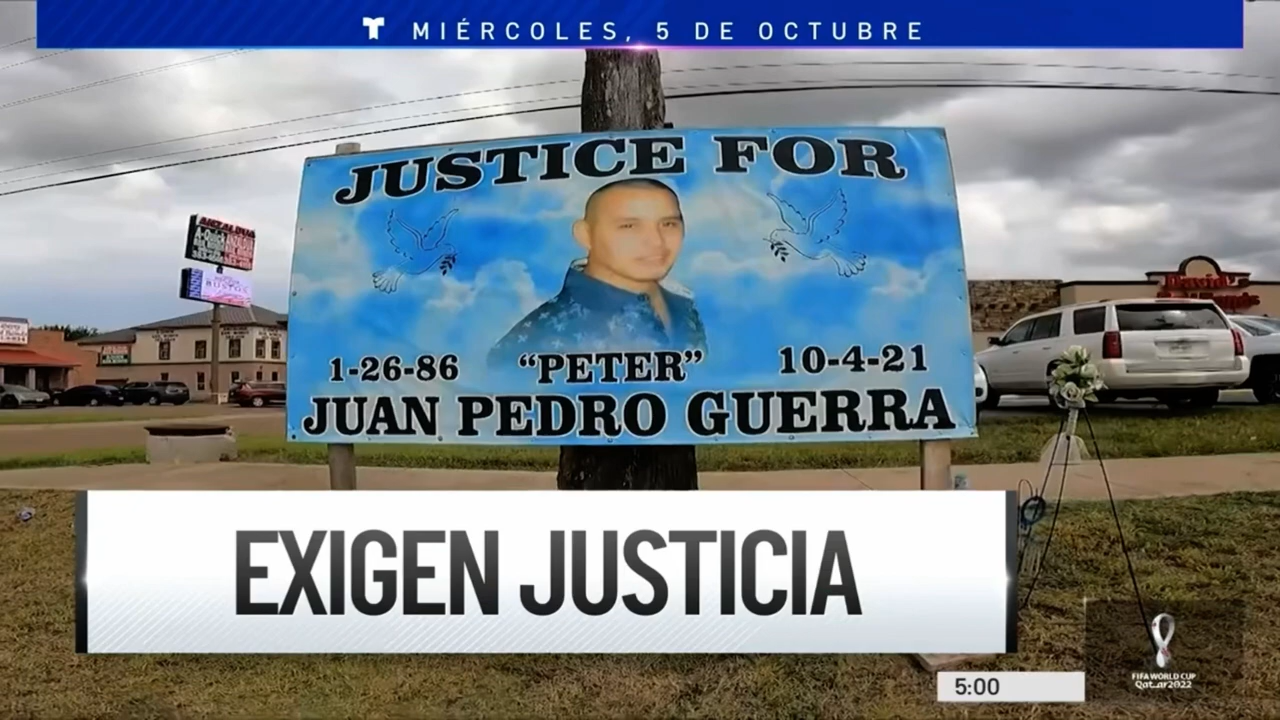 MIÉRCOLES, 5 DE OCTUBRE
JUSTICE FOR
1-26-86 “PETER” 10-4-21
JUAN PEDRO GUERRA
EXIGEN JUSTICIA
5:00
FIFA WORLD CUP
Qatar2022